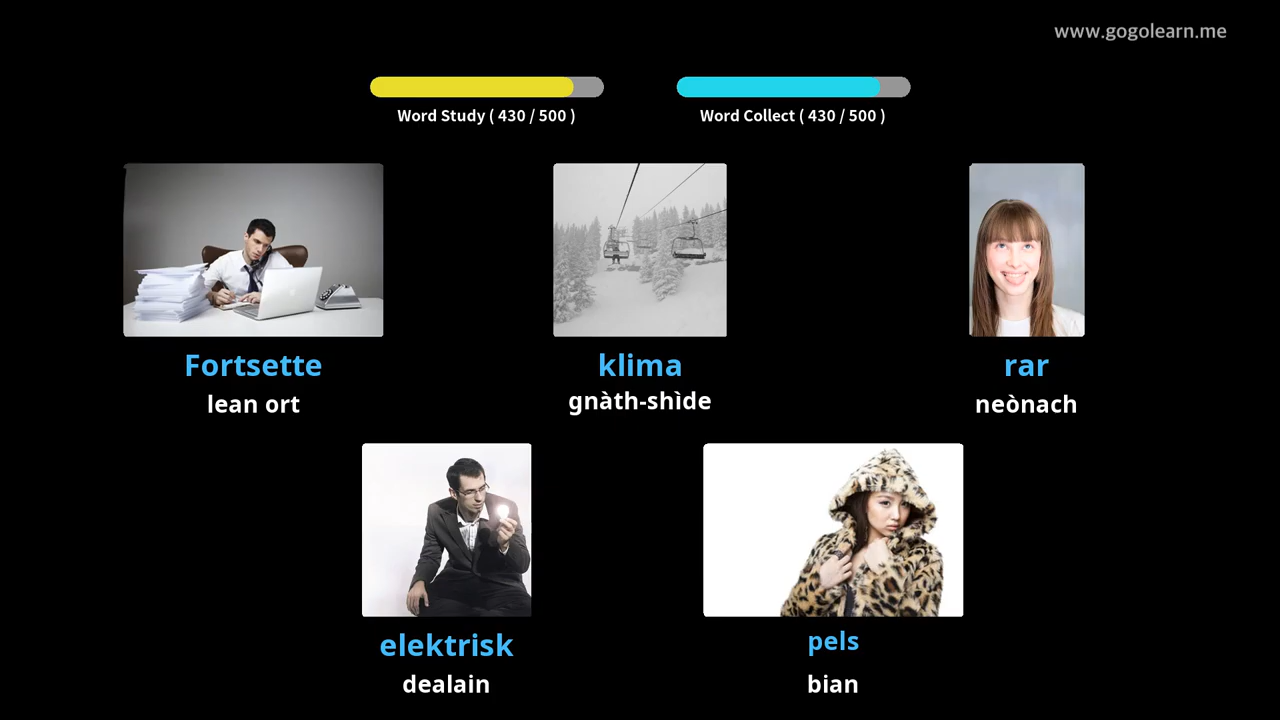 www.gogolearn.me
Word Study ( 430 / 500 )
Word Collect ( 430 / 500 )
Fortsette
lean ort
klima
gnàth-shìde
rar
neònach
elektrisk
dealain
pels
bian